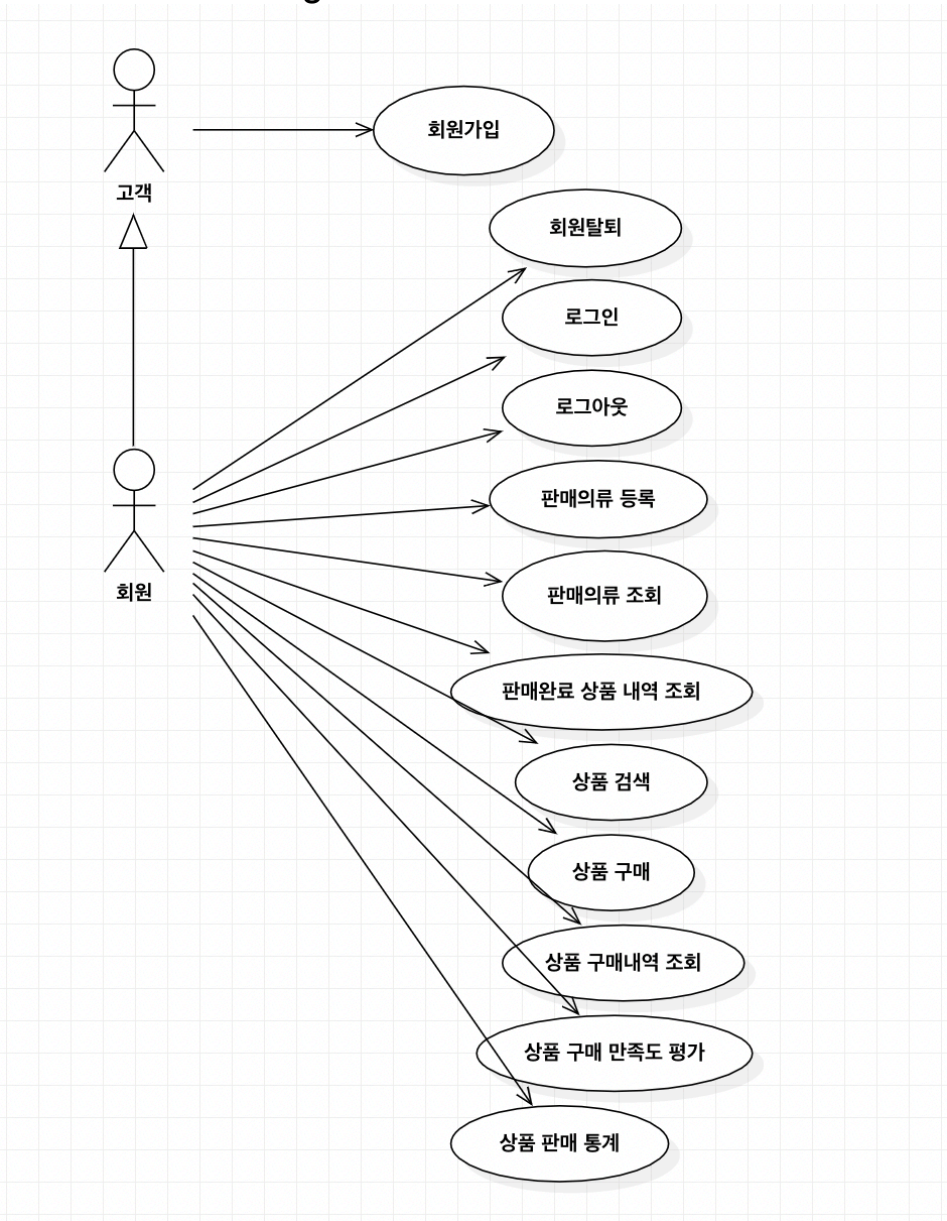 회원가입
고객
회원탈퇴
로그인
로그아웃
판매의류 등록
회원
판매의류 조회
판매완료 상품 내역 조회
상품 검색
상품 구매
상품 구매내역 조회
상품 구매 만족도 평가
상품 판매 통계